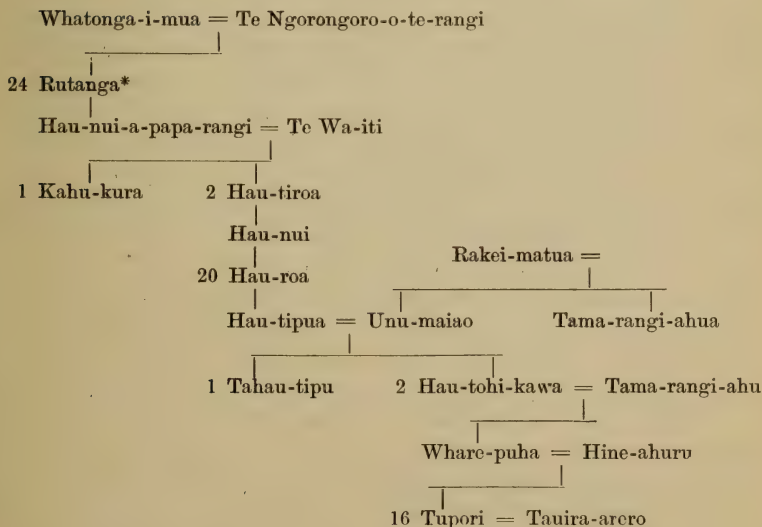 Whatonga-i-mua = Te Ngorongoro-o-te-rangi
24 Rutanga*
Hau-nui-a-papa-rangi = Te Wa-iti
1 Kahu-kura 2 Hau-tiroa
Hau-nui
Rakei-matua =
20 Hau-roa
Hau-tipua = Unu-maiao Tama-rangi-ahua
1 Tahau-tipu 2 Hau-tohi-kawa = Tama-rangi-ahu
Whare-puha = Hine-ahuru
16 Tupori = Tauira-arero